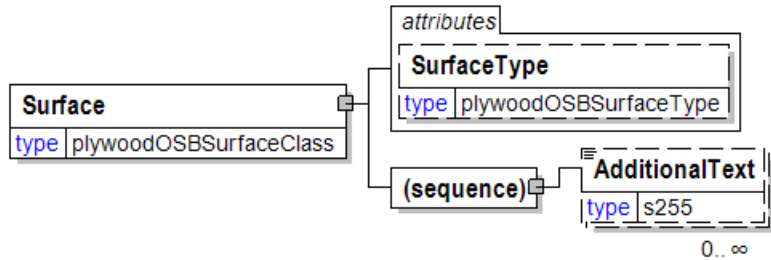 attributes
SurfaceType
type plywoodOSBSurfaceType
Surface
type plywoodOSBSurfaceClass
(sequence)
AdditionalText
type s255
0.. ∞